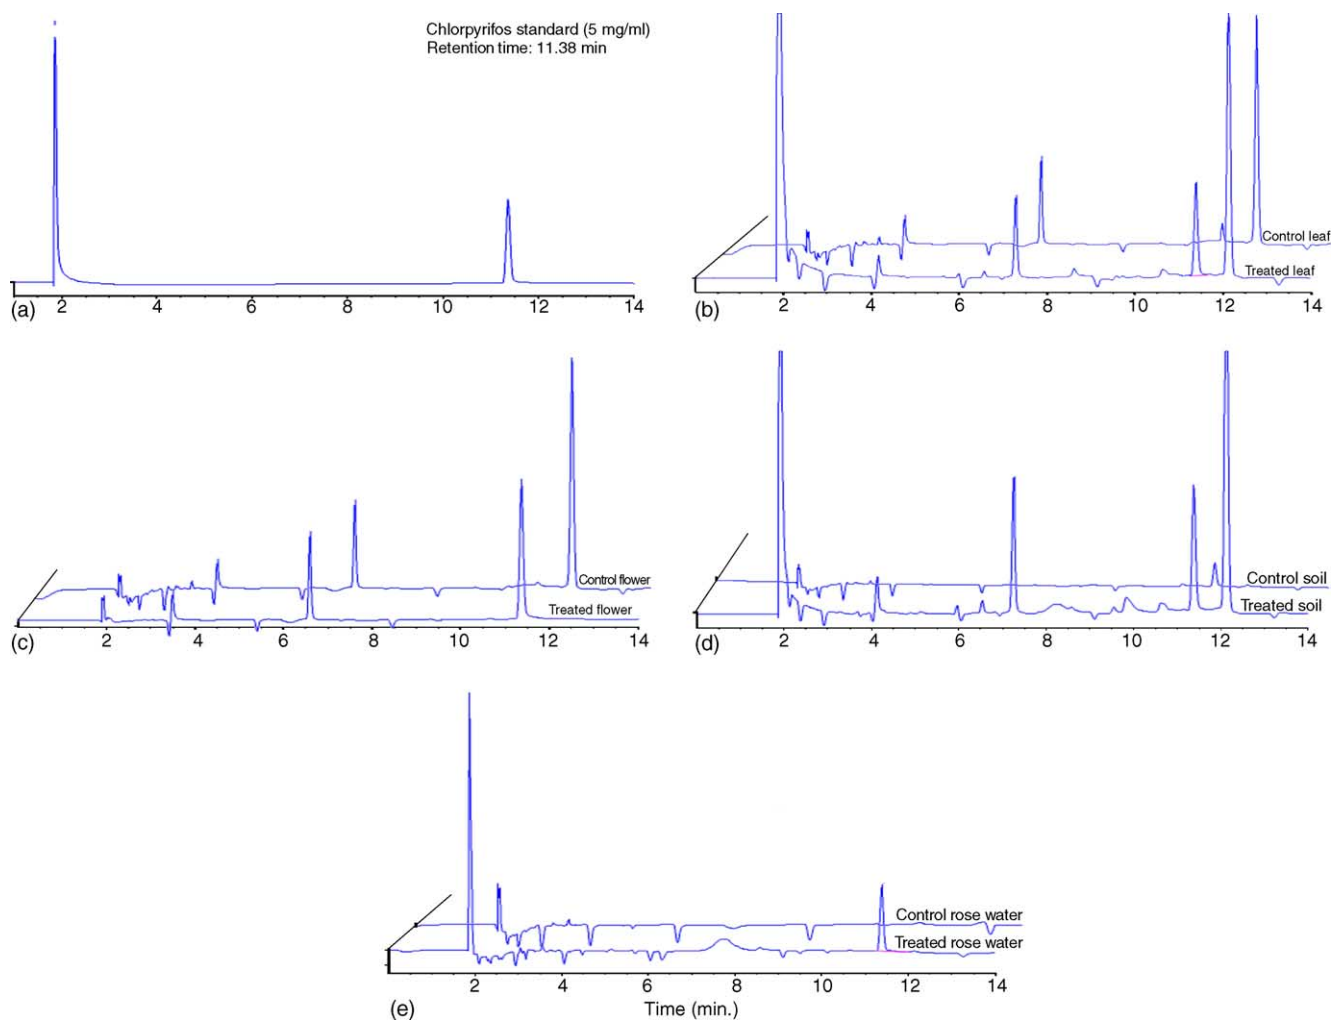 Chlorpyrifos standard (5 mg/ml)
Retention time: 11.38 min
(a)
2 4 6 8 10 12 14
Control leaf
Treated leaf
(b)
2 4 6 8 10 12 14
Control flower
Treated flower
(c)
2 4 6 8 10 12 14
Control soil
Treated soil
(d)
2 4 6 8 10 12 14
Control rose water
Treated rose water
2 4 6 8 10 12 14
(e)
Time (min.)